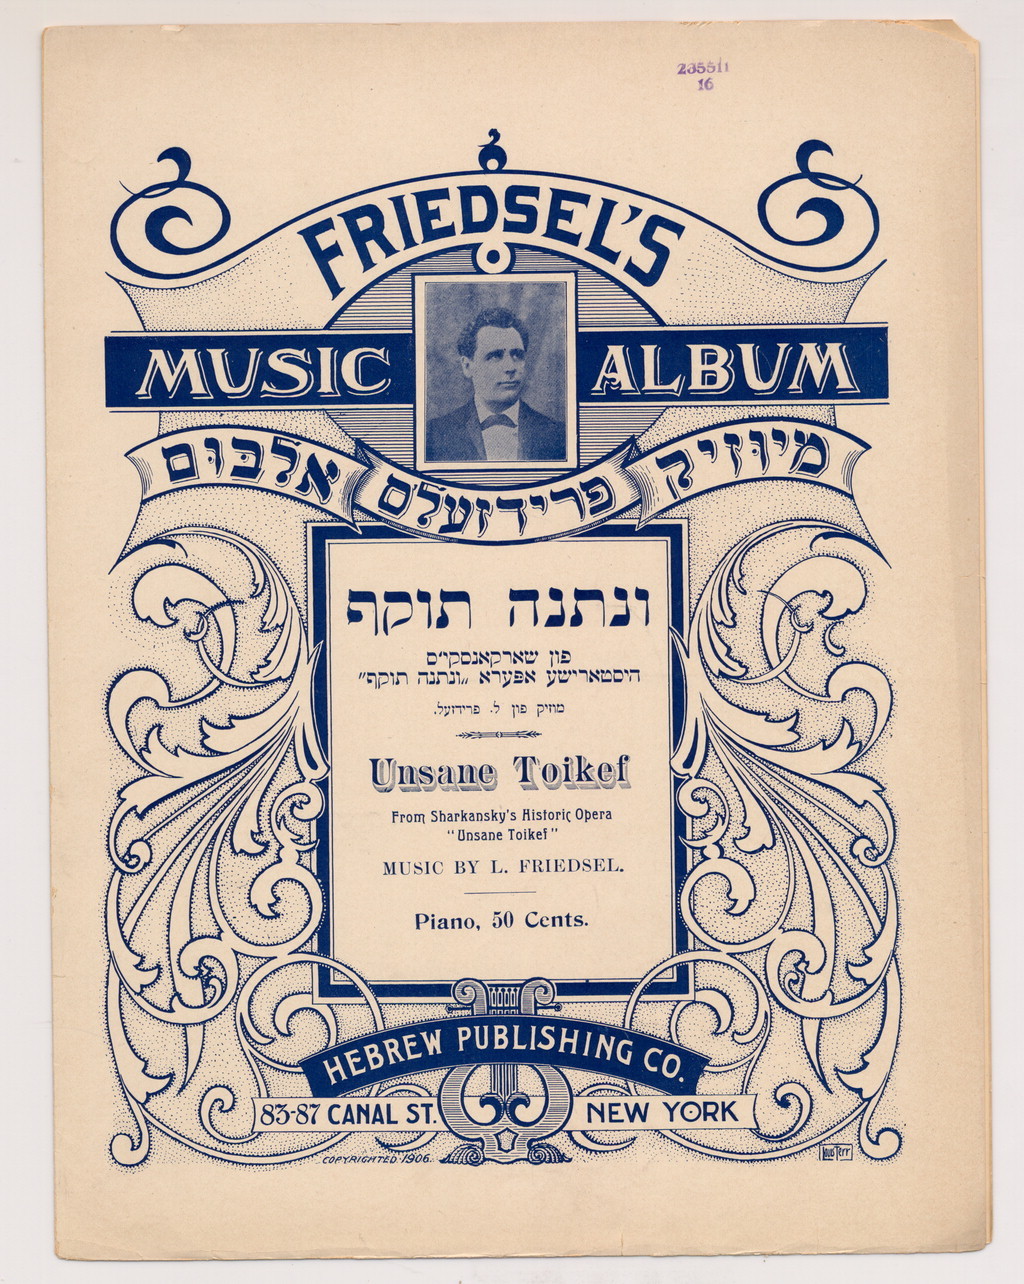 235511
16
FRIEDSEL'S
MUSIC ALBUM
מיוזיק פרידזעלס אלבום
ונתנה תוקף
פון שארקאנסקי׳ס
היסטארישע אפערא „ונתנה תוקף״
מוזיק פון ל. פרידזעל.
Unsane Toikef
From Sharkansky's Historic Opera
"Unsane Toikef"
MUSIC BY L. FRIEDSEL.
Piano, 50 Cents.
HEBREW PUBLISHING CO.
83-87 CANAL ST. NEW YORK
COPYRIGHTED 1906.